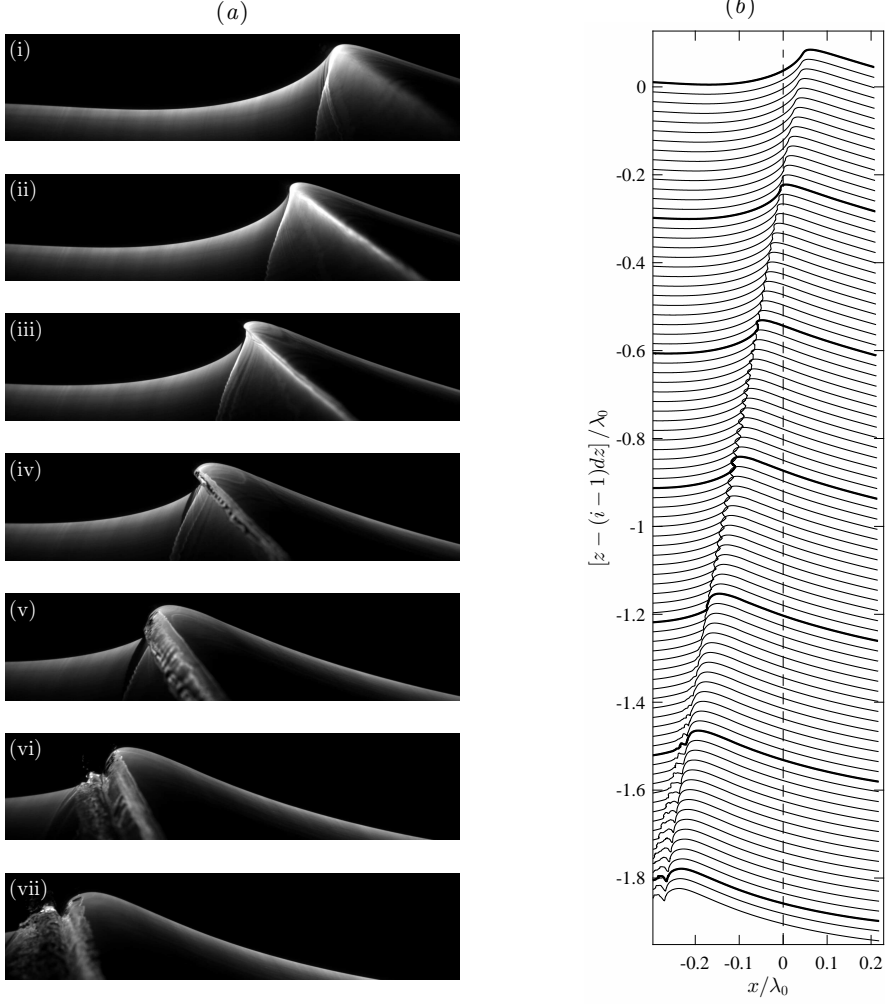 (a)
(i)
(ii)
(iii)
(iv)
(v)
(vi)
(vii)
(b)
[z − (i − 1)dz] /λ₀
0
-0.2
-0.4
-0.6
-0.8
-1
-1.2
-1.4
-1.6
-1.8
-0.2 -0.1 0 0.1 0.2
x/λ₀